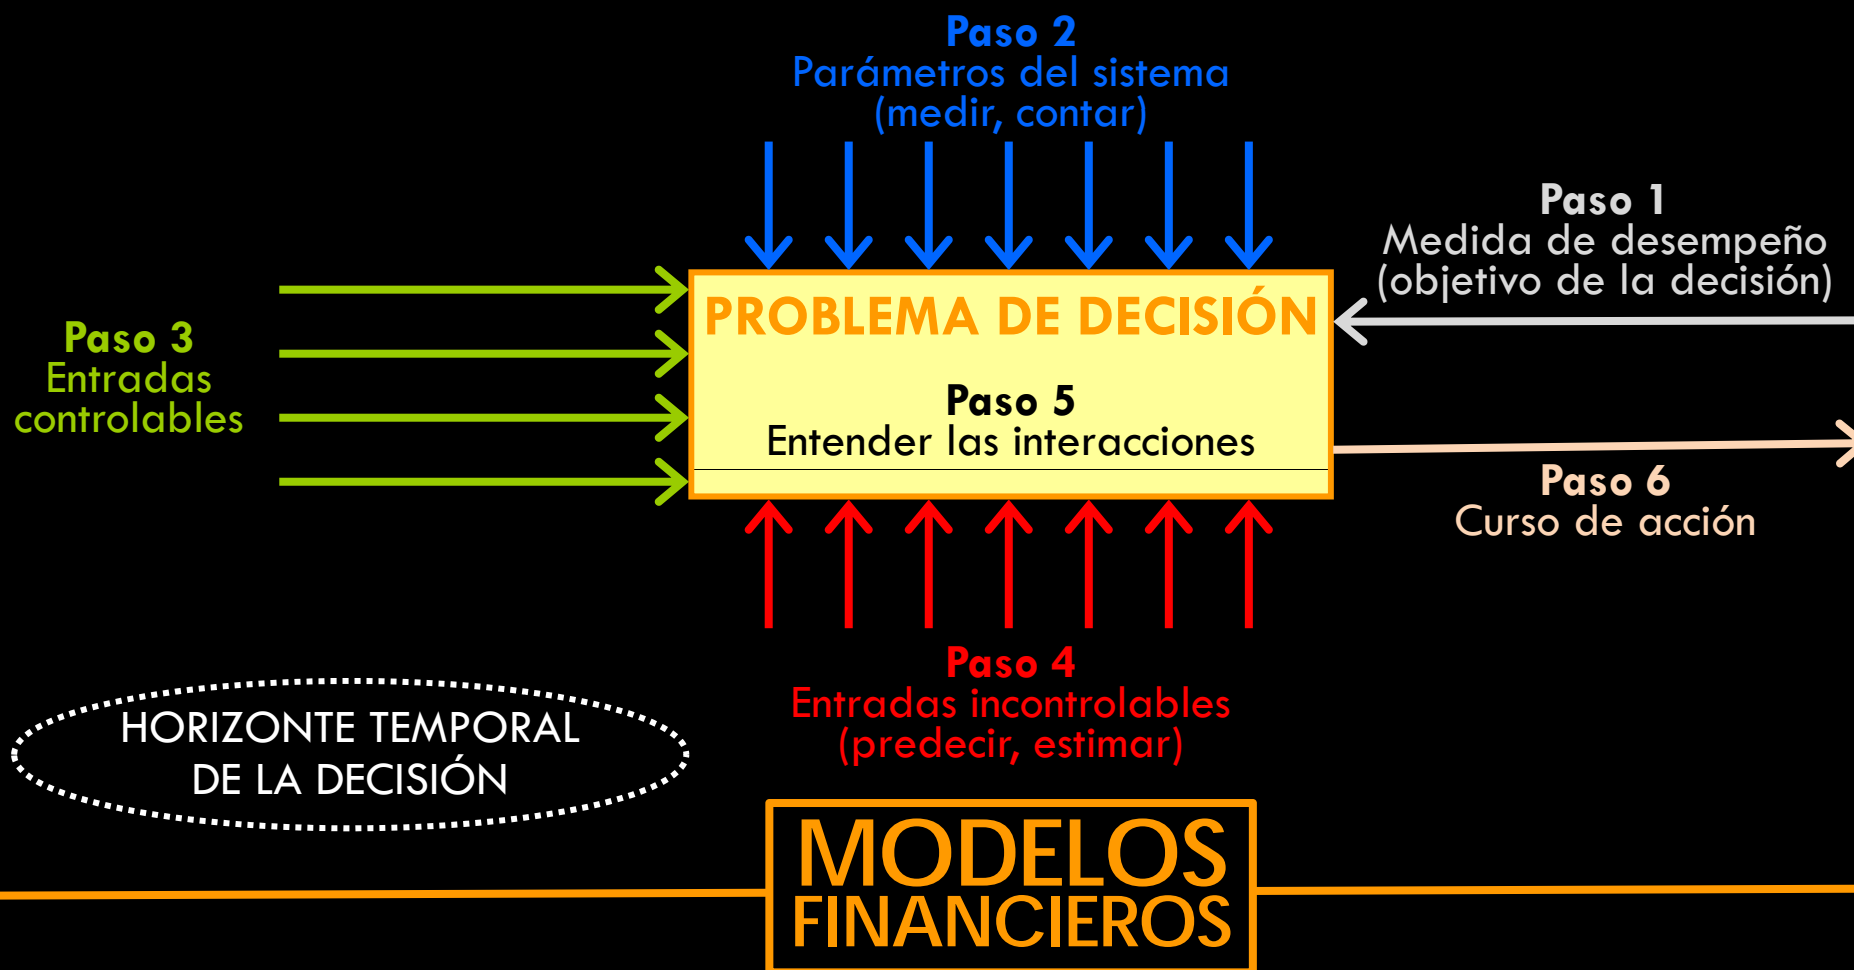 Paso 2
Parámetros del sistema
(medir, contar)
Paso 1
Medida de desempeño
(objetivo de la decisión)
PROBLEMA DE DECISIÓN
Paso 3
Entradas
controlables
Paso 5
Entender las interacciones
Paso 6
Curso de acción
Paso 4
Entradas incontrolables
(predecir, estimar)
HORIZONTE TEMPORAL
DE LA DECISIÓN
MODELOS
FINANCIEROS